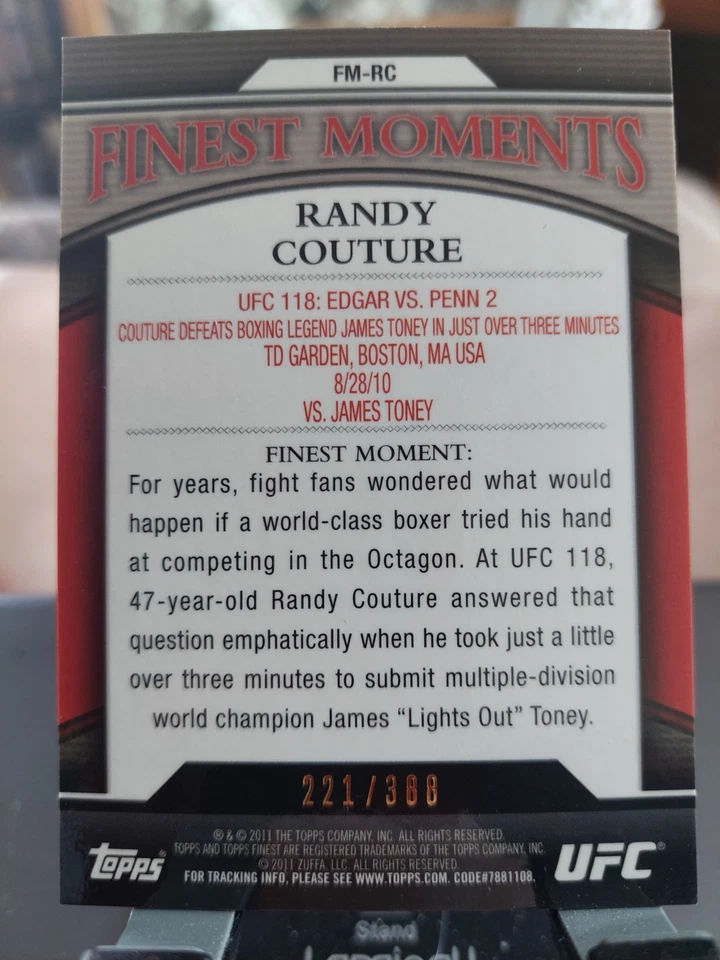 FM-RC
FINEST MOMENTS
RANDY
COUTURE
UFC 118: EDGAR VS. PENN 2
COUTURE DEFEATS BOXING LEGEND JAMES TONEY IN JUST OVER THREE MINUTES
TD GARDEN, BOSTON, MA USA
8/28/10
VS. JAMES TONEY
FINEST MOMENT:
For years, fight fans wondered what would
happen if a world-class boxer tried his hand
at competing in the Octagon. At UFC 118,
47-year-old Randy Couture answered that
question emphatically when he took just a little
over three minutes to submit multiple-division
world champion James “Lights Out” Toney.
221/388
® & © 2011 THE TOPPS COMPANY, INC. ALL RIGHTS RESERVED.
TOPPS AND TOPPS FINEST ARE REGISTERED TRADEMARKS OF THE TOPPS COMPANY, INC.
© 2011 ZUFFA, LLC. ALL RIGHTS RESERVED.
FOR TRACKING INFO, PLEASE SEE WWW.TOPPS.COM. CODE#7881108.
Topps®
UFC®
Stand